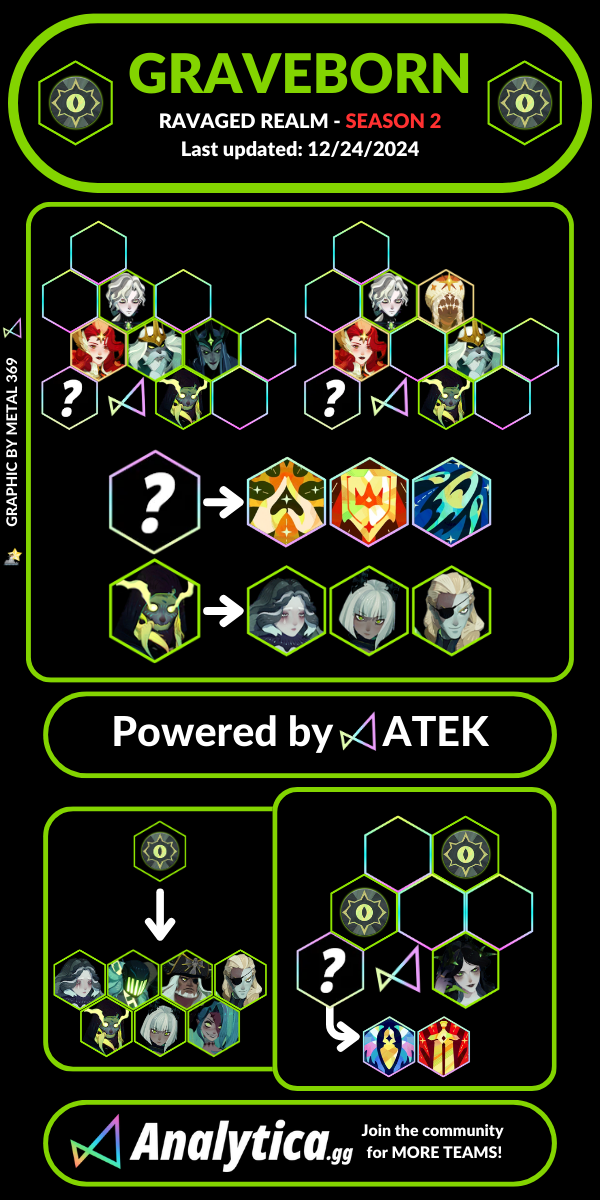 GRAVEBORN
RAVAGED REALM - SEASON 2
Last updated: 12/24/2024
GRAPHIC BY METAL 369
?
?
?
Powered by ATEK
?
Analytica.gg
Join the community
for MORE TEAMS!